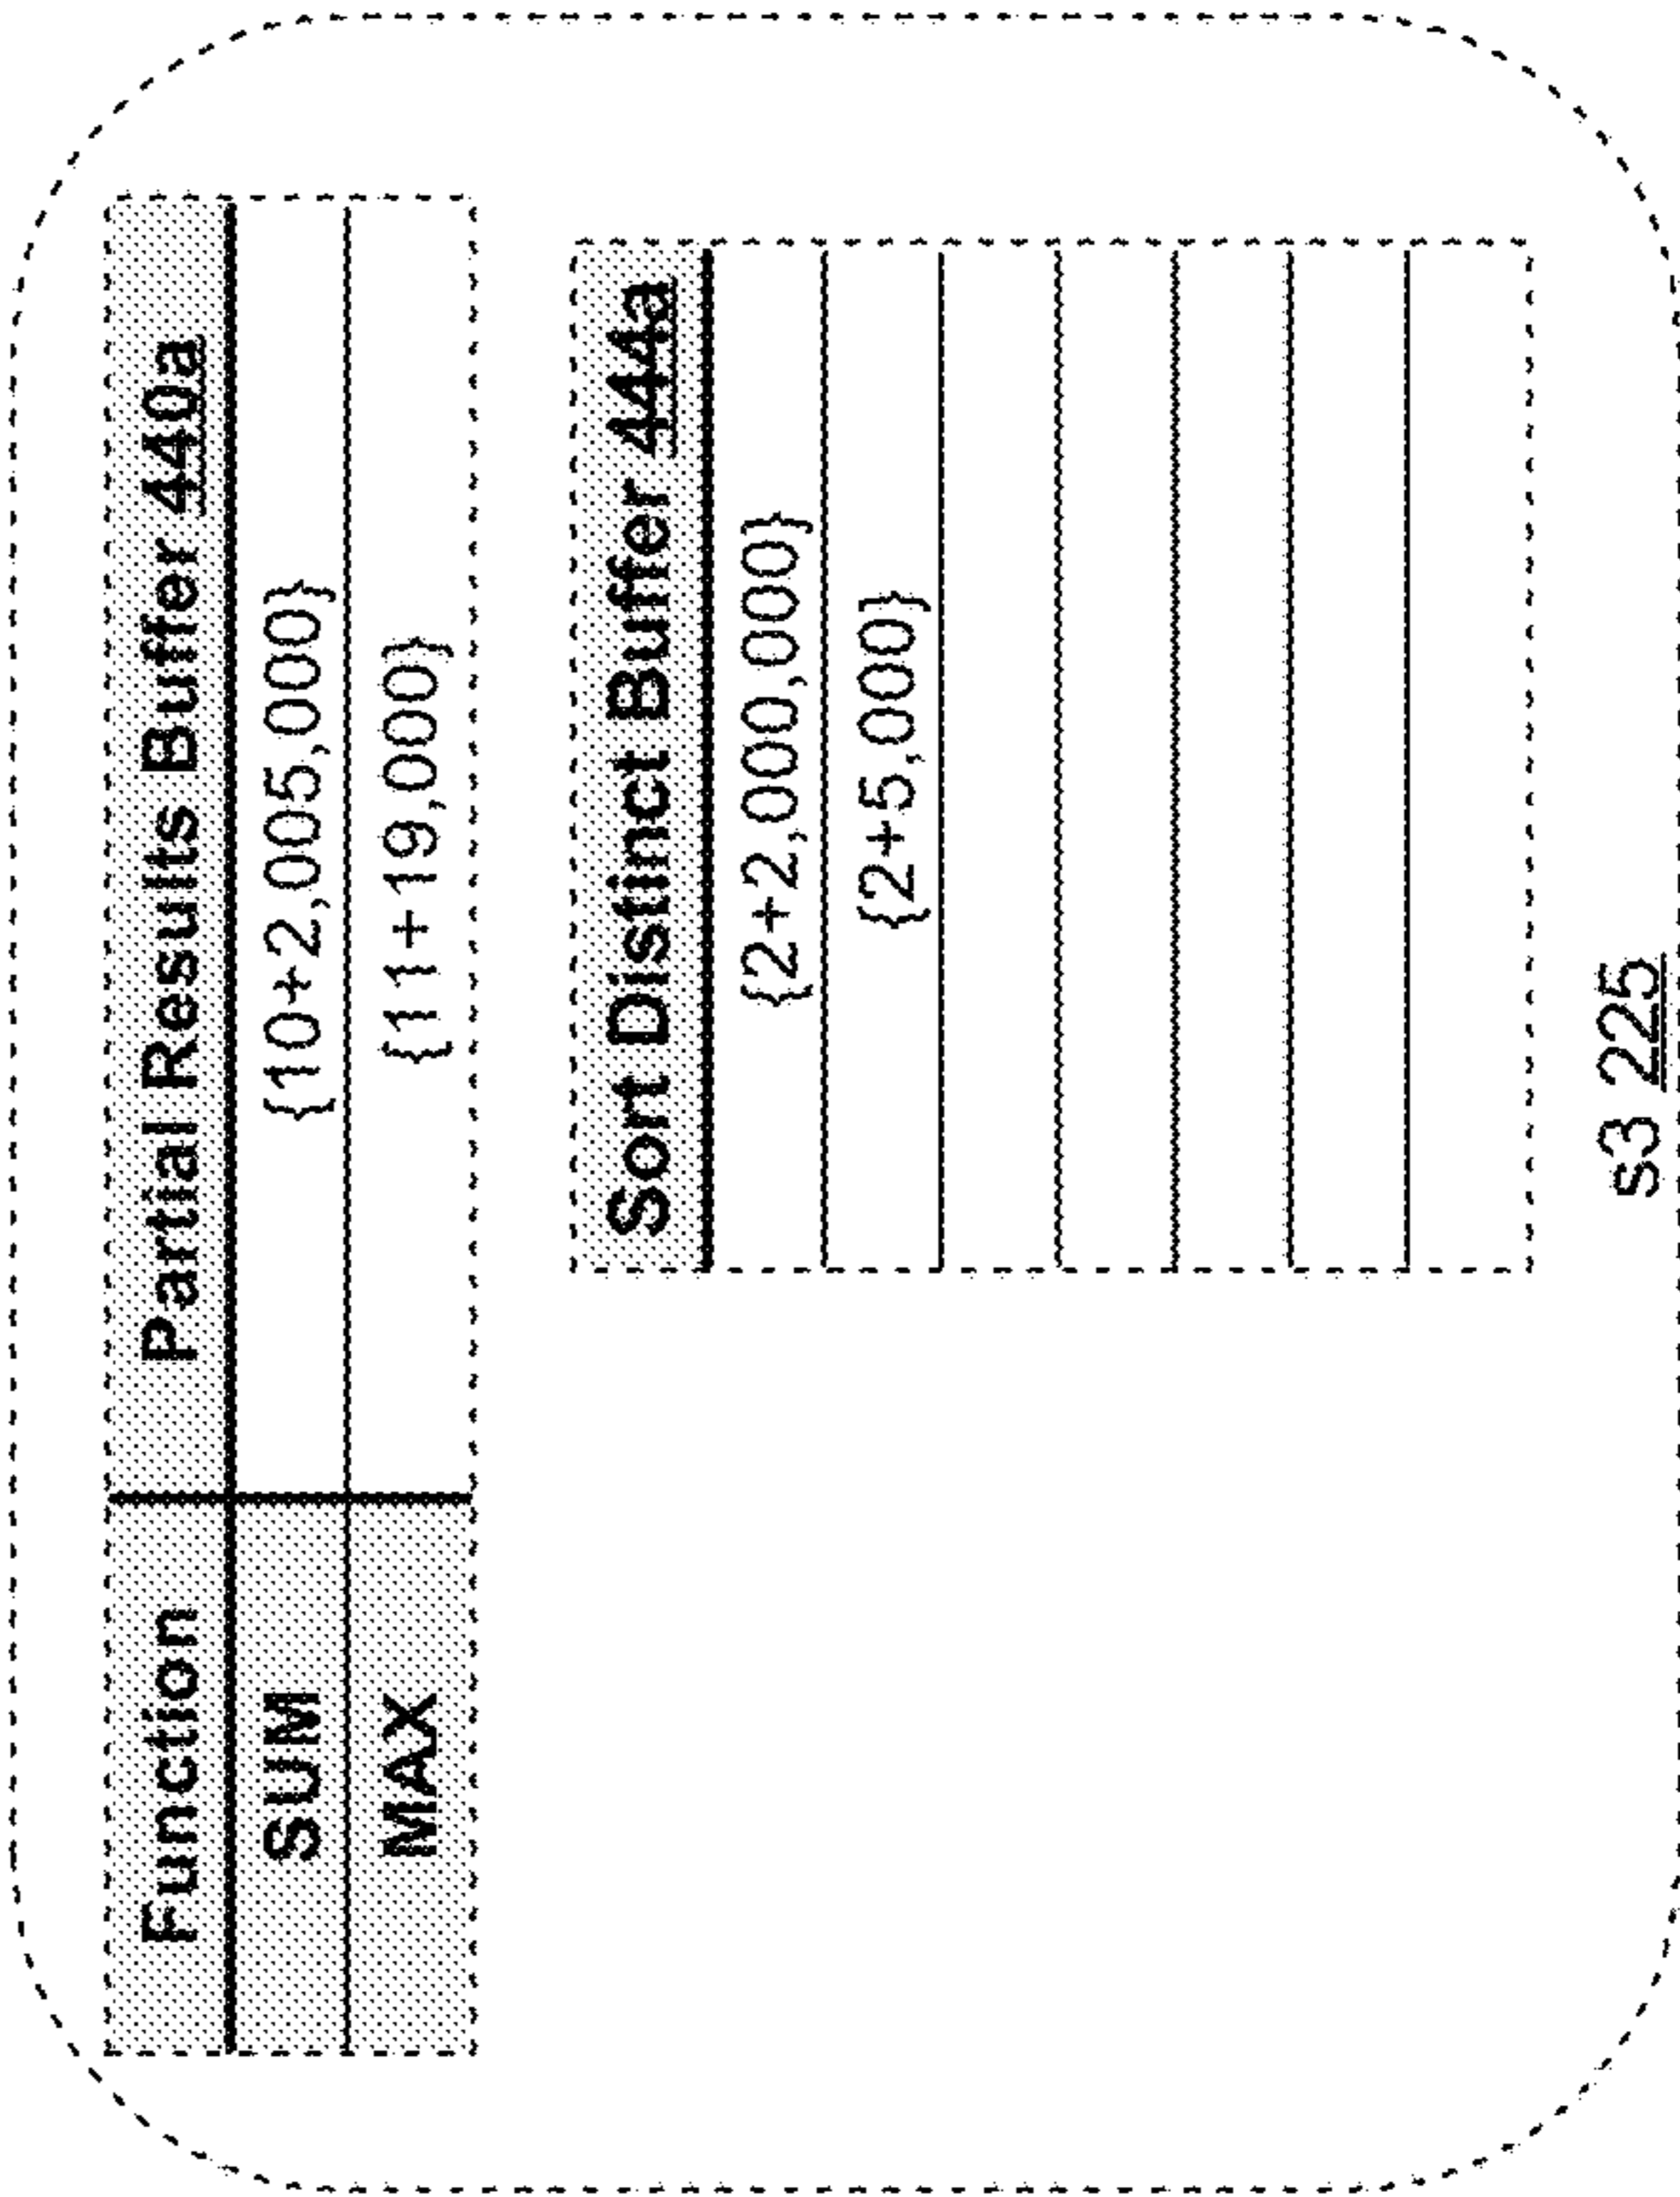 Function Partial Results Buffer 440a
SUM {10+2,005,000}
MAX {11+19,000}
Sort Distinct Buffer 444a
{2+2,000,000}
{2+5,000}
s3 225